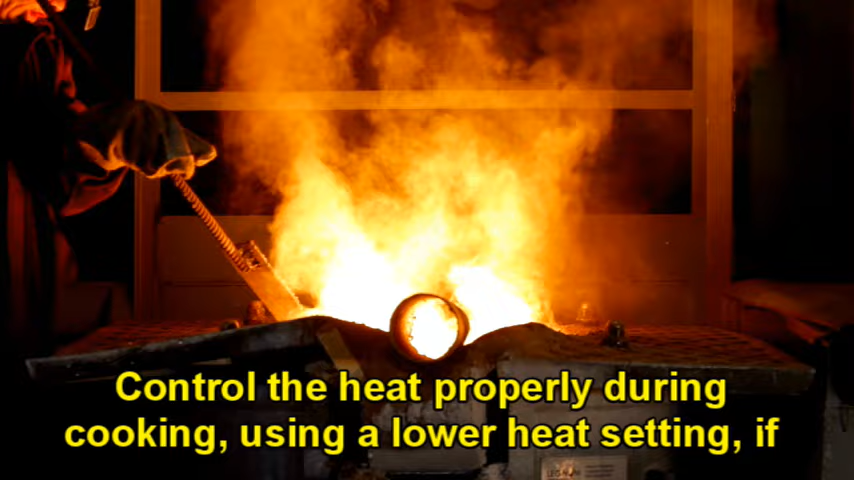 Control the heat properly during
cooking, using a lower heat setting, if